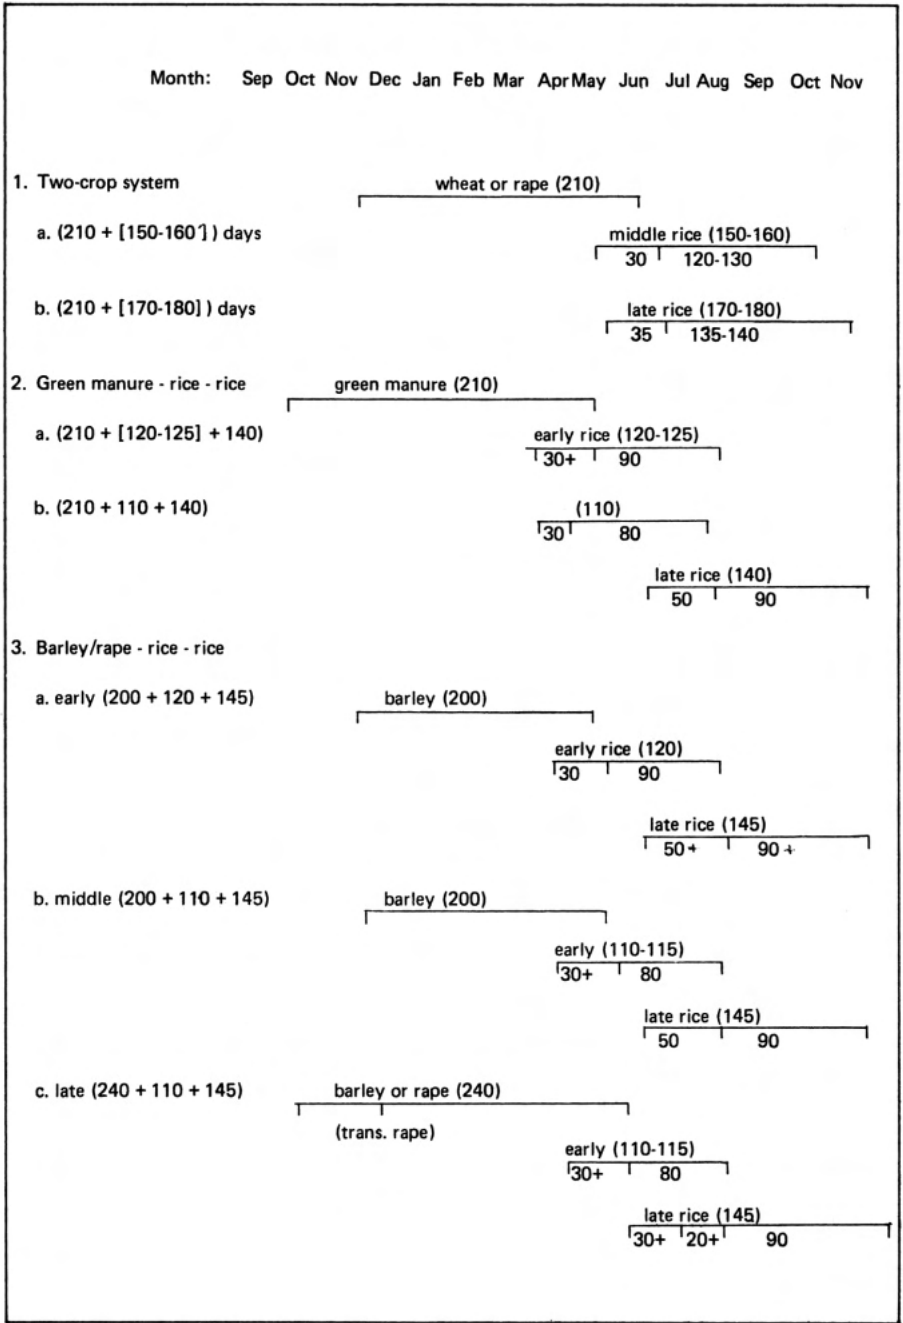 Month: Sep Oct Nov Dec Jan Feb Mar Apr May Jun Jul Aug Sep Oct Nov
1. Two-crop system wheat or rape (210)
a. (210 + [150-160]) days middle rice (150-160)
30 120-130
b. (210 + [170-180]) days late rice (170-180)
35 135-140
2. Green manure - rice - rice green manure (210)
a. (210 + [120-125] + 140) early rice (120-125)
30+ 90
b. (210 + 110 + 140) (110)
30 80
late rice (140)
50 90
3. Barley/rape - rice - rice
a. early (200 + 120 + 145) barley (200)
early rice (120)
30 90
late rice (145)
50+ 90+
b. middle (200 + 110 + 145) barley (200)
early (110-115)
30+ 80
late rice (145)
50 90
c. late (240 + 110 + 145) barley or rape (240)
(trans. rape)
early (110-115)
30+ 80
late rice (145)
30+ 20+ 90